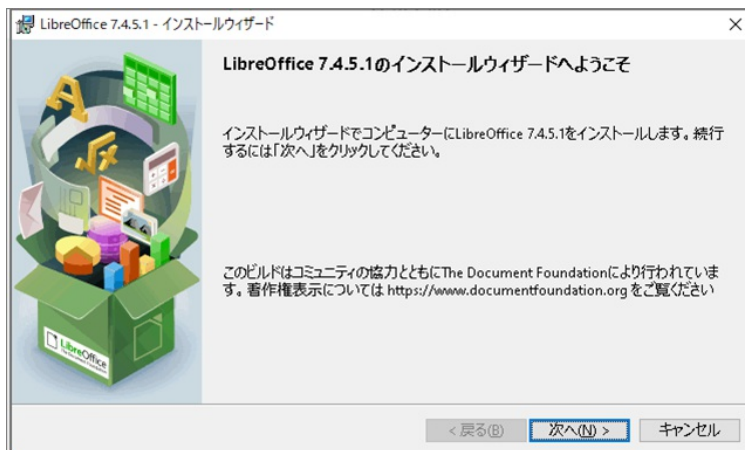 LibreOffice 7.4.5.1 - インストールウィザード
LibreOffice 7.4.5.1のインストールウィザードへようこそ
インストールウィザードでコンピューターにLibreOffice 7.4.5.1をインストールします。続行
するには「次へ」をクリックしてください。
このビルドはコミュニティの協力とともにThe Document Foundationにより行われていま
す。著作権表示については https://www.documentfoundation.org をご覧ください
A
√x
LibreOffice
The Document Foundation
< 戻る(B)
次へ(N) >
キャンセル